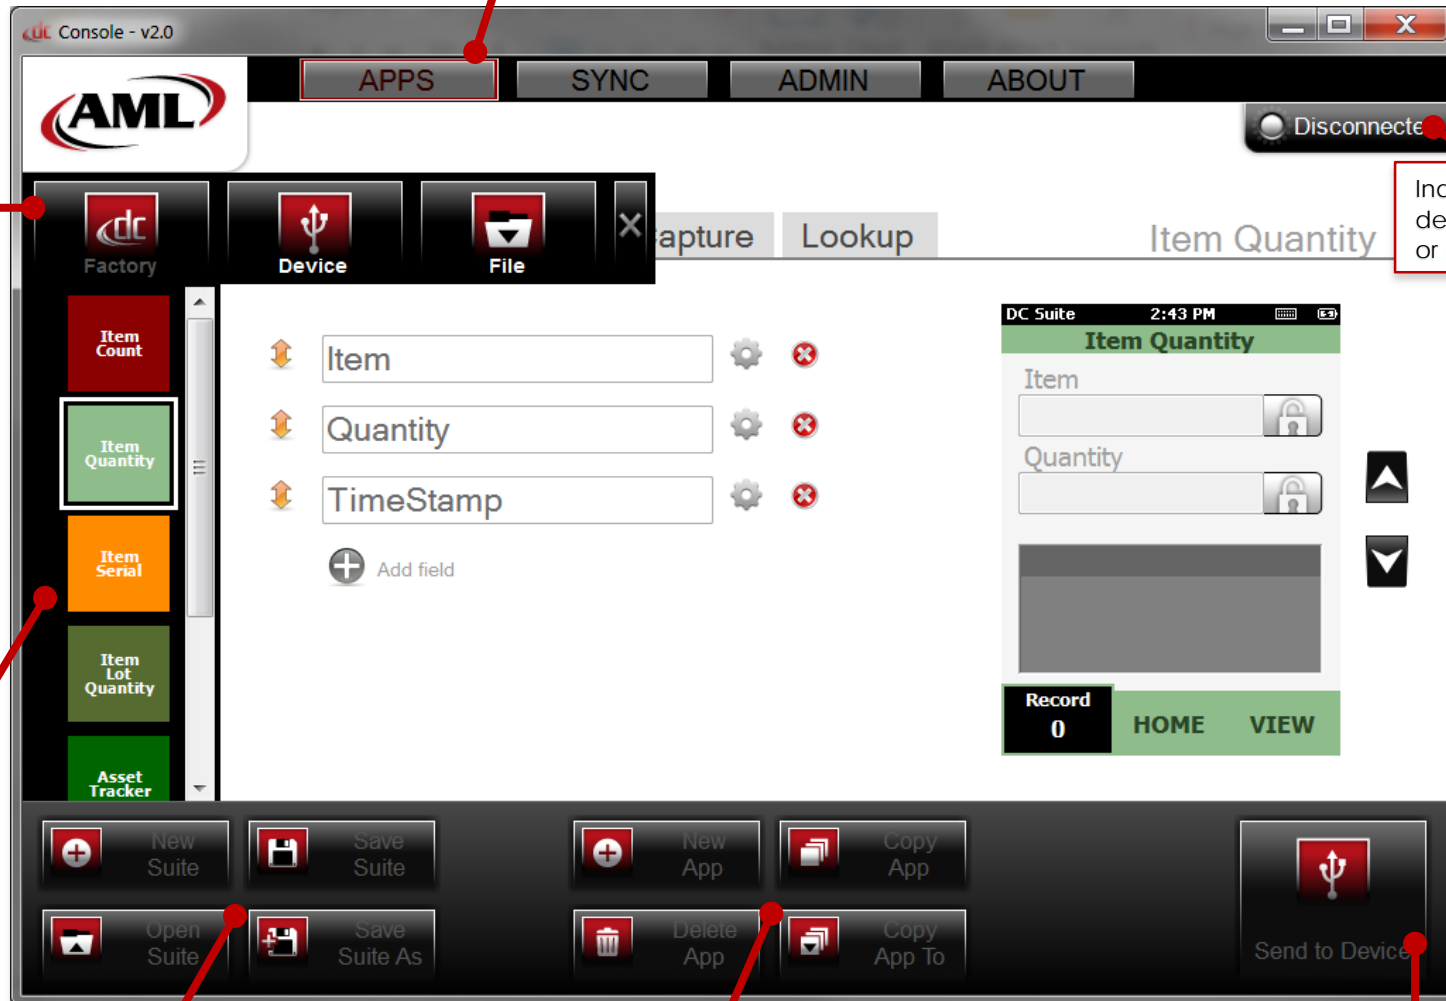 dc Console - v2.0
APPS SYNC ADMIN ABOUT
AML
Disconnecte
dc
Factory
Device
File
apture
Lookup
Item Quantity
or
Item
Count
Item
Quantity
Item
Serial
Item
Lot
Quantity
Asset
Tracker
Item
Quantity
TimeStamp
Add field
DC Suite 2:43 PM
Item Quantity
Item
Quantity
Record
0
HOME
VIEW
New
Suite
Save
Suite
New
App
Copy
App
Open
Suite
Save
Suite As
Delete
App
Copy
App To
Send to Device